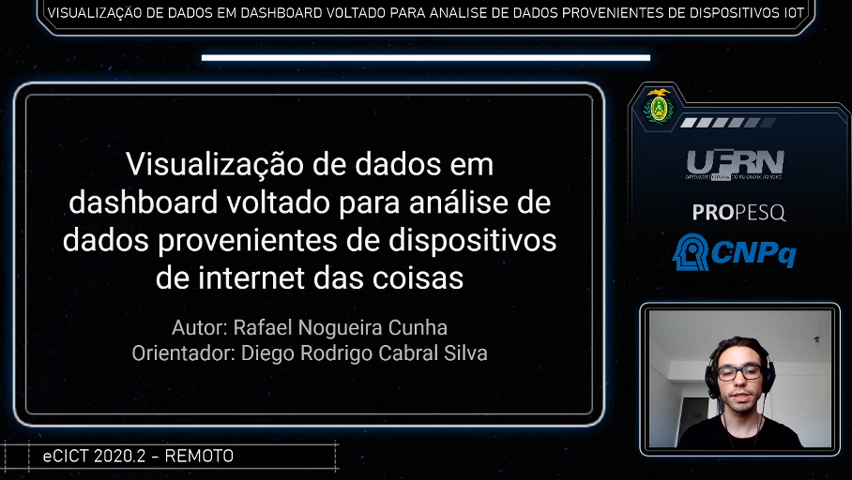 VISUALIZAÇÃO DE DADOS EM DASHBOARD VOLTADO PARA ANALISE DE DADOS PROVENIENTES DE DISPOSITIVOS IOT
Visualização de dados em
dashboard voltado para análise de
dados provenientes de dispositivos
de internet das coisas
Autor: Rafael Nogueira Cunha
Orientador: Diego Rodrigo Cabral Silva
UFRN
PROPESQ
CNPq
eCICT 2020.2 - REMOTO